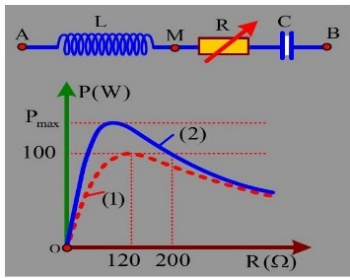 L R C
A M B
P(W)
Pmax
(2)
100
(1)
O 120 200 R(Ω)